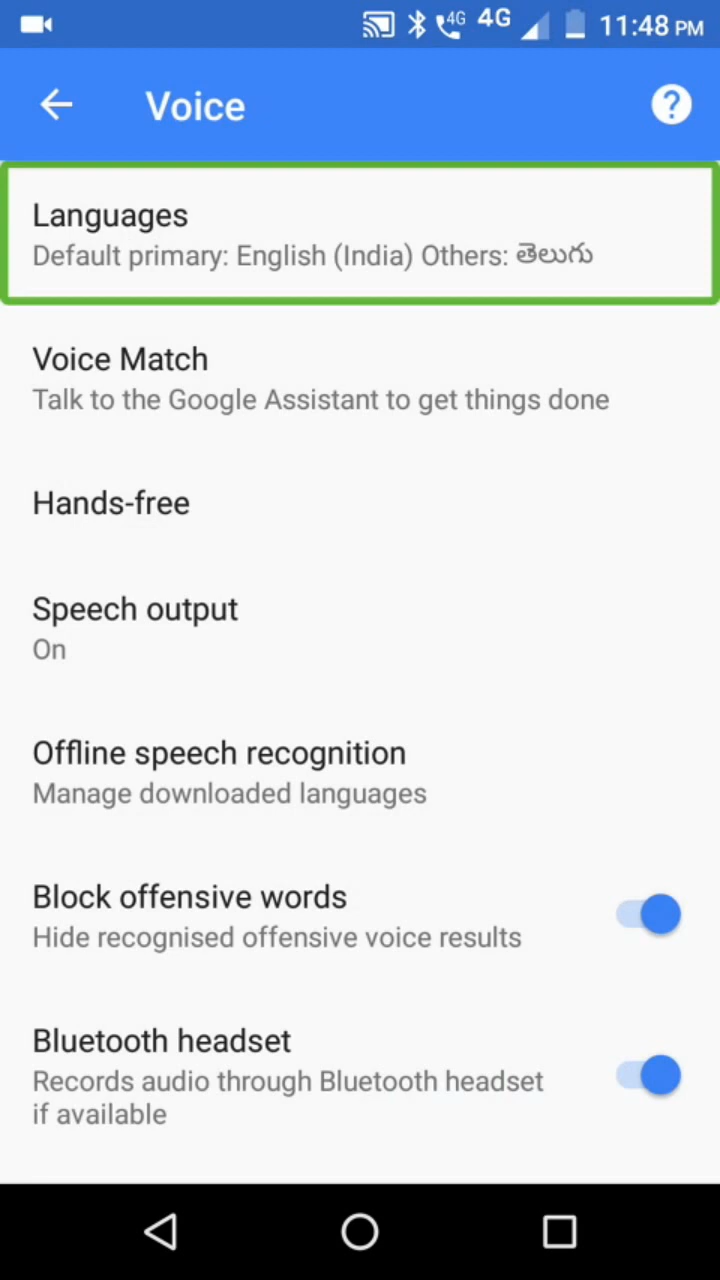 4G 4G 11:48 PM
Voice
Languages
Default primary: English (India) Others: తెలుగు
Voice Match
Talk to the Google Assistant to get things done
Hands-free
Speech output
On
Offline speech recognition
Manage downloaded languages
Block offensive words
Hide recognised offensive voice results
Bluetooth headset
Records audio through Bluetooth headset
if available